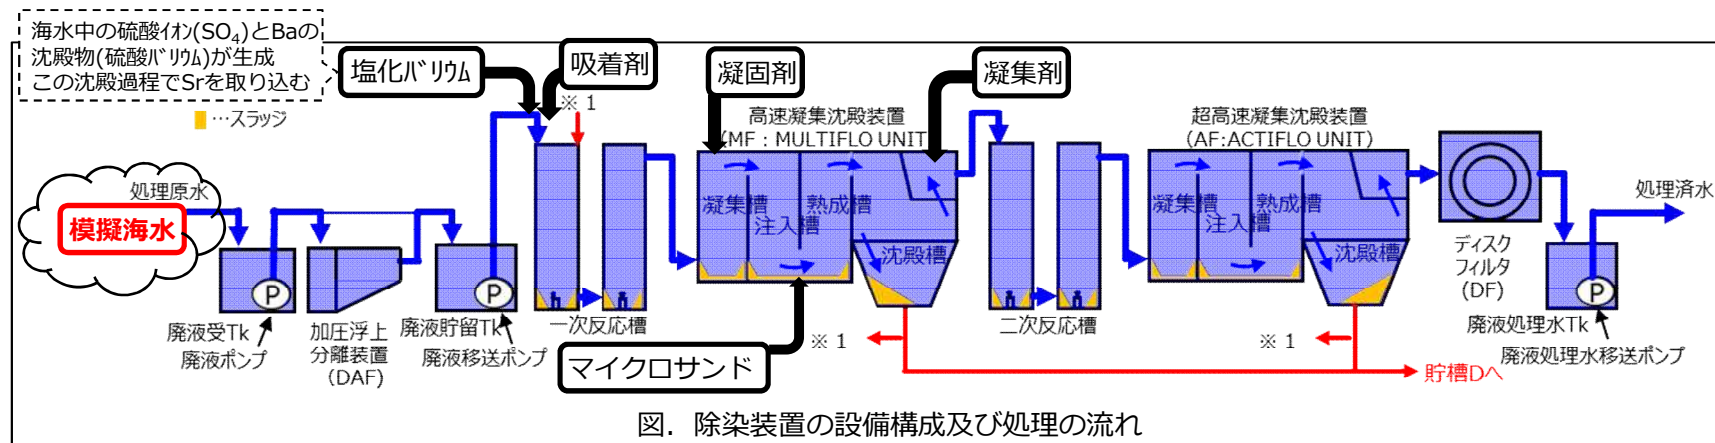 海水中の硫酸ｲｵﾝ(SO₄)とBaの
沈殿物(硫酸ﾊﾞﾘｳﾑ)が生成
この沈殿過程でSrを取り込む
…スラッジ
塩化ﾊﾞﾘｳﾑ
吸着剤
※１
凝固剤
凝集剤
高速凝集沈殿装置
(MF：MULTIFLO UNIT
超高速凝集沈殿装置
(AF:ACTIFLO UNIT)
処理原水
模擬海水
処理済水
凝集槽
注入槽
熟成槽
沈殿槽
凝集槽
注入槽
熟成槽
沈殿槽
ディスク
フィルタ
(DF)
P
P
P
廃液受Tk
廃液ポンプ
加圧浮上
分離装置
(DAF)
廃液貯留Tk
廃液移送ポンプ
一次反応槽
マイクロサンド
※１
二次反応槽
※１
廃液処理水Tk
廃液処理水移送ポンプ
貯槽Dへ
図．除染装置の設備構成及び処理の流れ